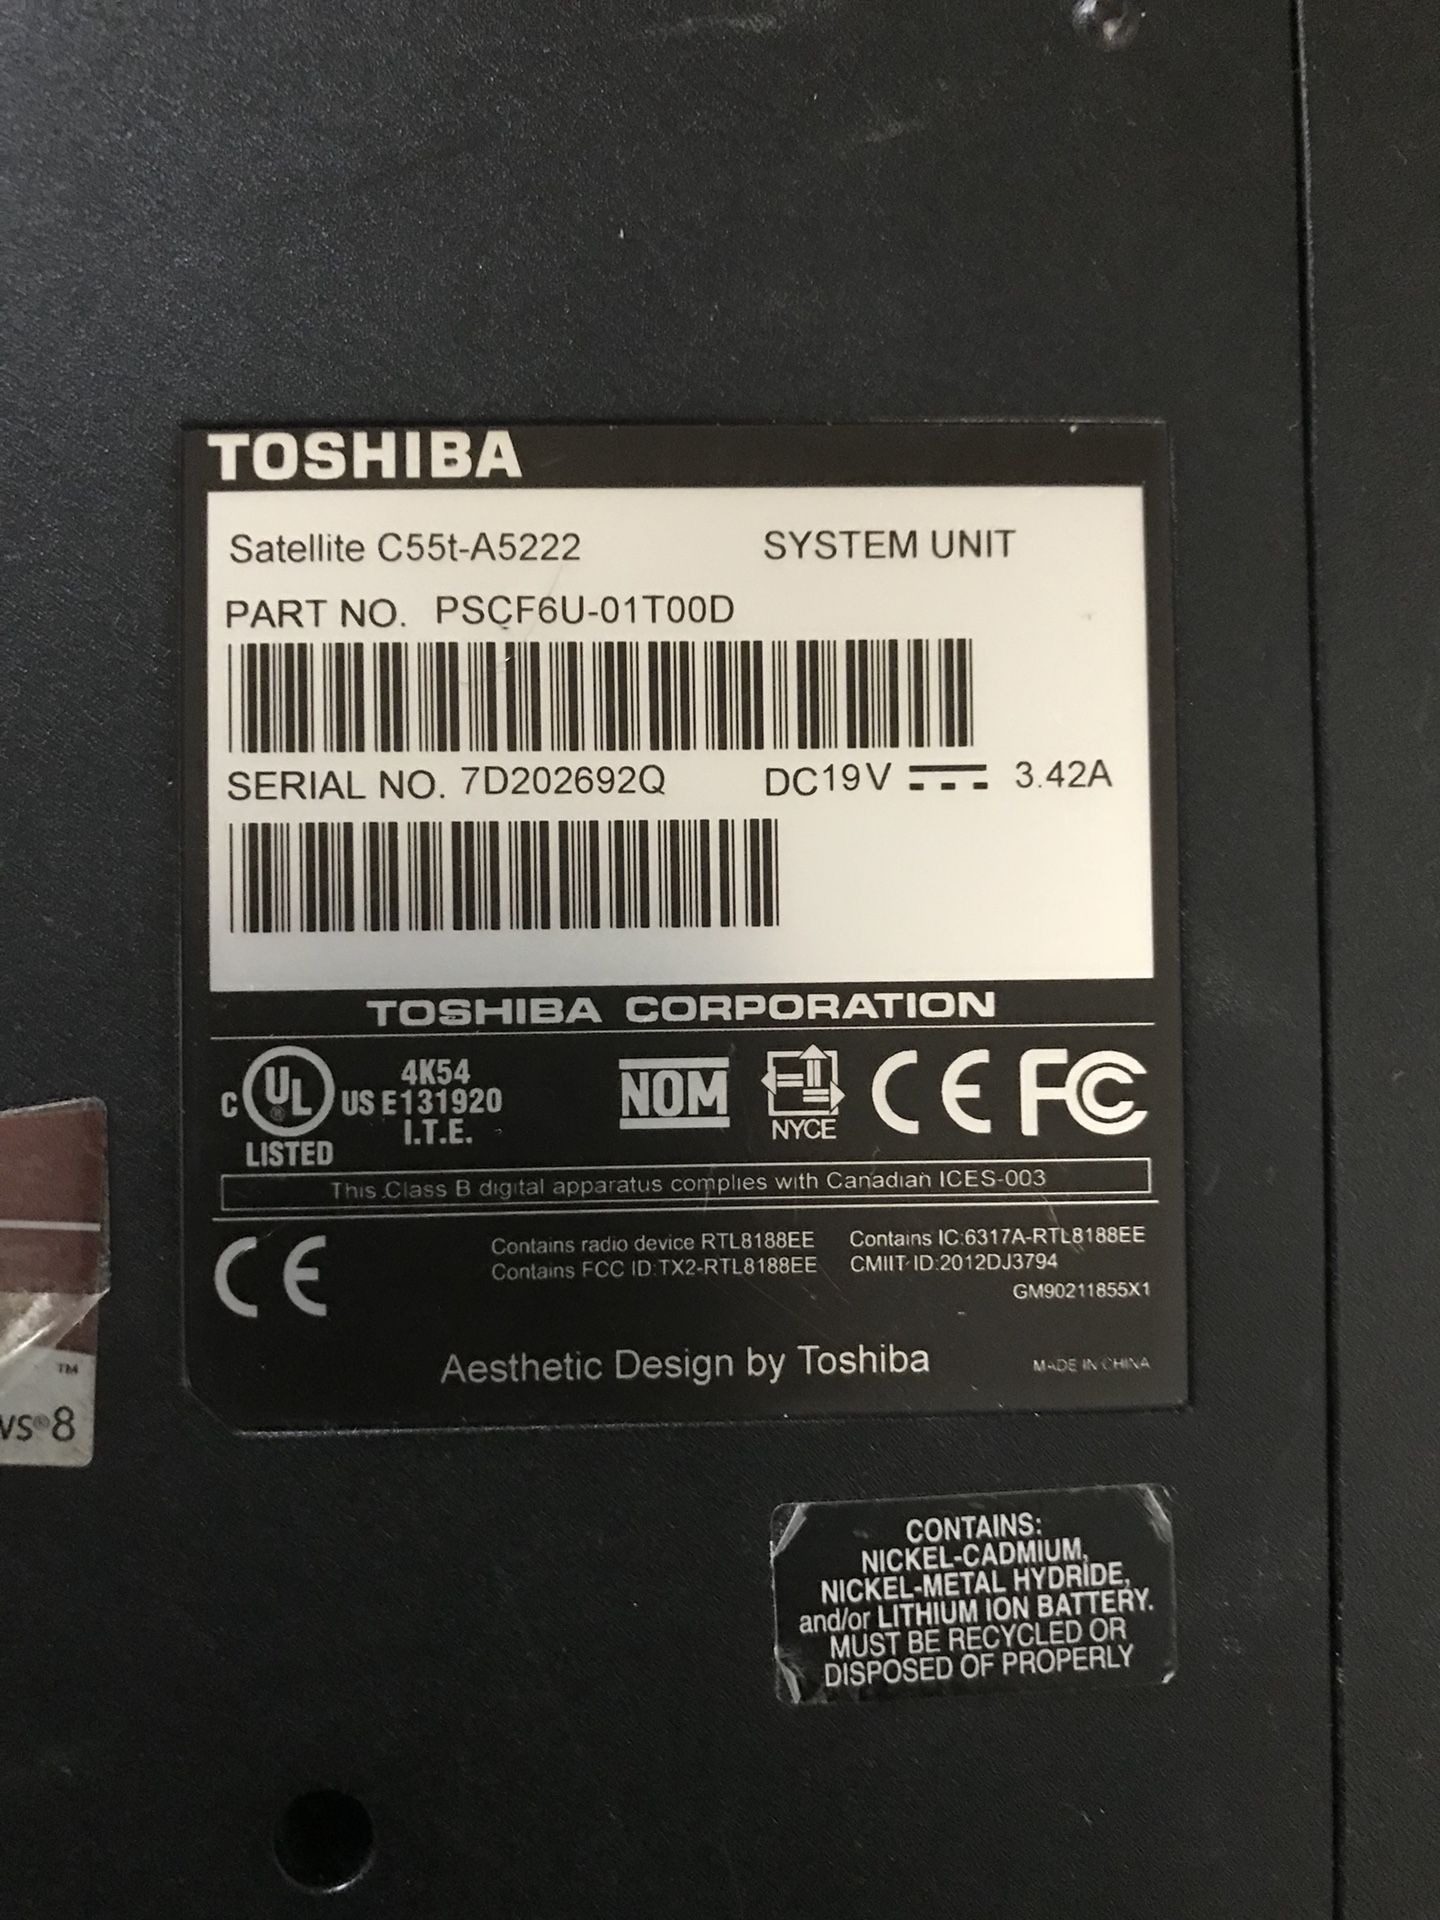 TOSHIBA
Satellite C55t-A5222 SYSTEM UNIT
PART NO. PSCF6U-01T00D
SERIAL NO. 7D202692Q DC19V 3.42A
TOSHIBA CORPORATION
C UL® US LISTED
4K54
E131920
I.T.E.
NOM
NYCE
CE FC
This Class B digital apparatus complies with Canadian ICES-003
CE
Contains radio device RTL8188EE Contains IC:6317A-RTL8188EE
Contains FCC ID:TX2-RTL8188EE CMIIT ID:2012DJ3794
GM90211855X1
Aesthetic Design by Toshiba MADE IN CHINA
TM
ws®8
CONTAINS:
NICKEL-CADMIUM,
NICKEL-METAL HYDRIDE,
and/or LITHIUM ION BATTERY.
MUST BE RECYCLED OR
DISPOSED OF PROPERLY